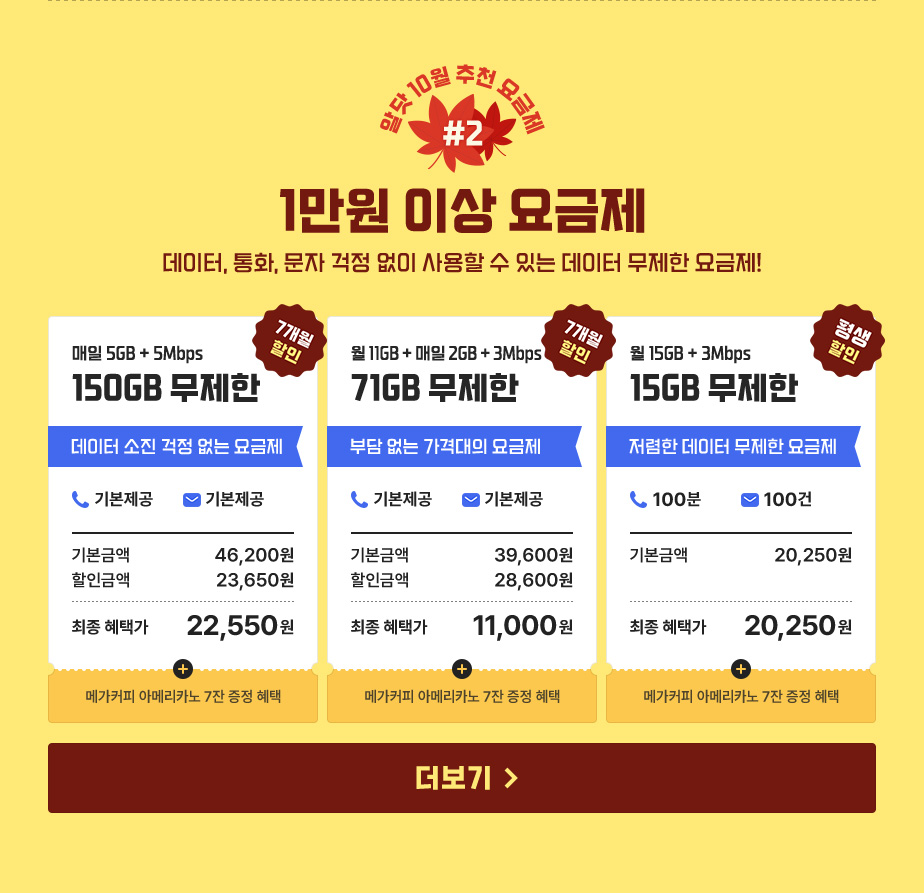 알닷 10월 추천 요금제
#2
1만원 이상 요금제
데이터, 통화, 문자 걱정 없이 사용할 수 있는 데이터 무제한 요금제!
7개월
할인
매일 5GB + 5Mbps
150GB 무제한
데이터 소진 걱정 없는 요금제
기본제공 기본제공
기본금액 46,200원
할인금액 23,650원
최종 혜택가 22,550원
+
메가커피 아메리카노 7잔 증정 혜택
7개월
할인
월 11GB + 매일 2GB + 3Mbps
71GB 무제한
부담 없는 가격대의 요금제
기본제공 기본제공
기본금액 39,600원
할인금액 28,600원
최종 혜택가 11,000원
+
메가커피 아메리카노 7잔 증정 혜택
평생
할인
월 15GB + 3Mbps
15GB 무제한
저렴한 데이터 무제한 요금제
100분 100건
기본금액 20,250원
최종 혜택가 20,250원
+
메가커피 아메리카노 7잔 증정 혜택
더보기 >